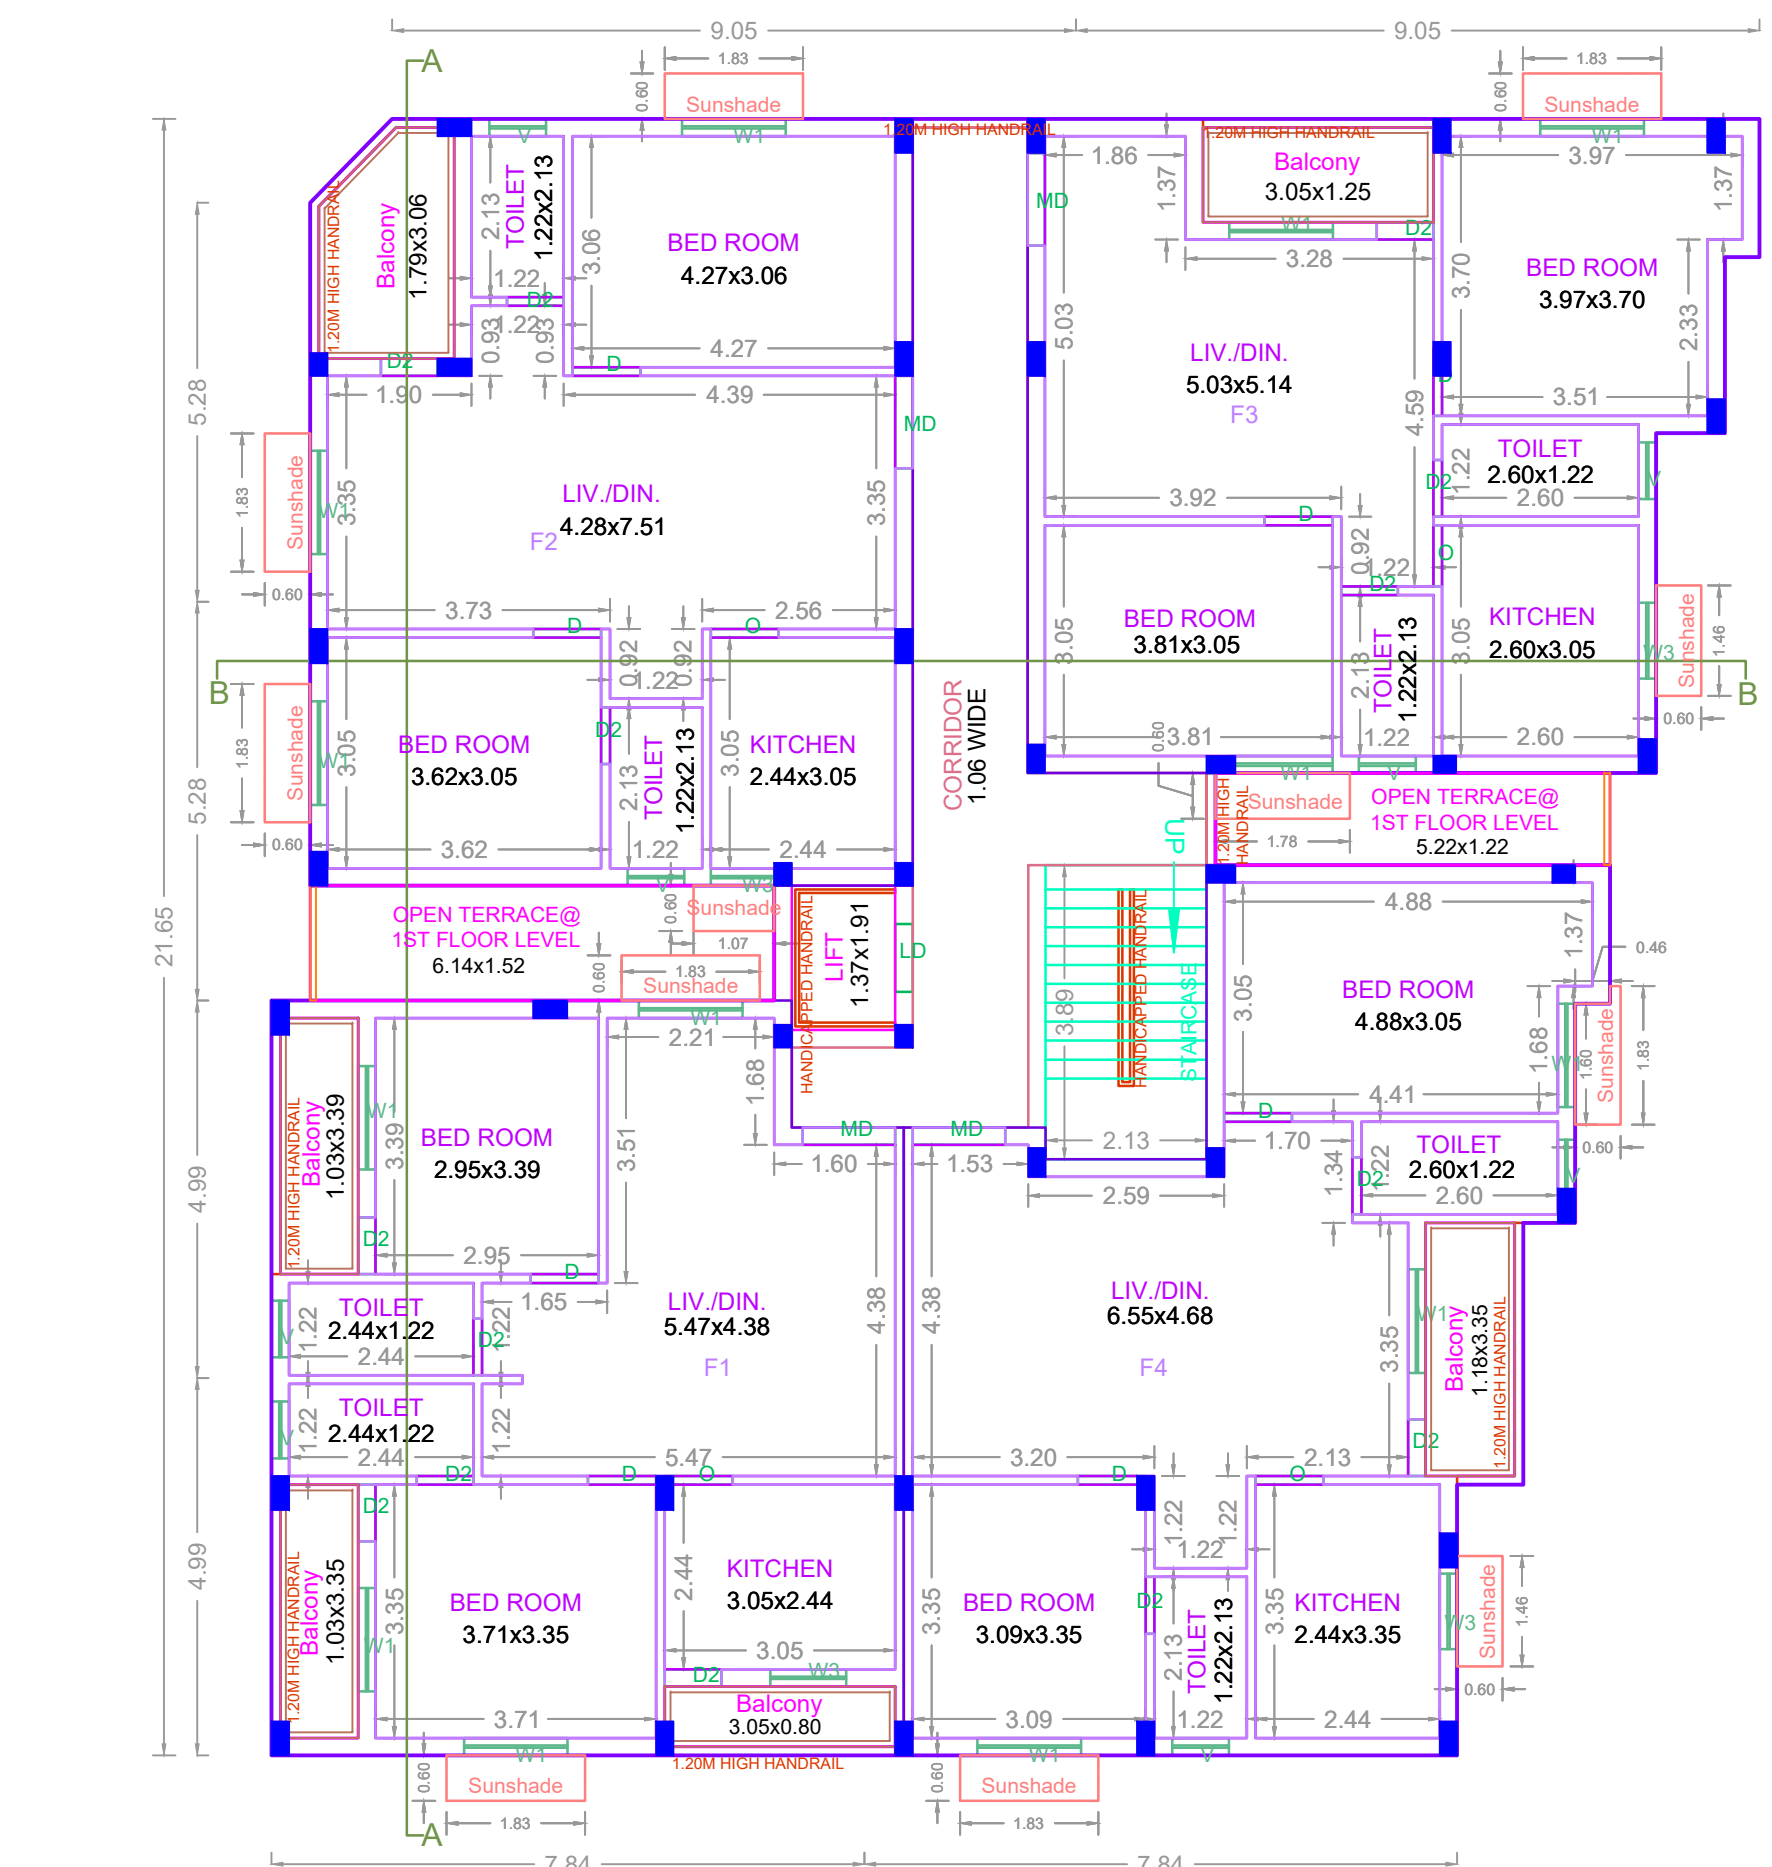 9.05
9.05
A
1.83
1.83
0.60
Sunshade
0.60
Sunshade
V
W1
1.20M HIGH HANDRAIL
1.20M HIGH HANDRAIL
W1
1.86
3.97
1.37
1.37
Balcony
3.05x1.25
MD
W1
D2
3.28
1.20M HIGH HANDRAIL
Balcony
1.79x3.06
2.13
TOILET
1.22x2.13
3.06
BED ROOM
4.27x3.06
1.22
D2
1.22
0.93
0.93
4.27
D2
D
1.90
4.39
BED ROOM
3.97x3.70
3.70
2.33
5.03
LIV./DIN.
5.03x5.14
F3
4.59
D
3.51
5.28
MD
TOILET
2.60x1.22
2.60
1.22
D2
V
1.83
Sunshade
W1
3.35
LIV./DIN.
4.28x7.51
F2
3.35
3.92
D
0.92
1.22
D2
O
0.60
3.73
2.56
D
O
0.92
0.92
1.22
BED ROOM
3.81x3.05
3.05
TOILET
1.22x2.13
2.13
KITCHEN
2.60x3.05
3.05
W3
Sunshade
1.46
0.60
B
B
CORRIDOR
1.06 WIDE
5.28
1.83
Sunshade
W1
3.05
BED ROOM
3.62x3.05
D2
2.13
TOILET
1.22x2.13
3.05
KITCHEN
2.44x3.05
0.60
3.81
1.22
2.60
W1
V
0.60
3.62
1.22
2.44
V
W3
1.20M HIGH
HANDRAIL
Sunshade
1.78
OPEN TERRACE@
1ST FLOOR LEVEL
5.22x1.22
UP
21.65
OPEN TERRACE@
1ST FLOOR LEVEL
6.14x1.52
0.60
Sunshade
1.07
0.60
1.83
Sunshade
W1
HANDICAPPED HANDRAIL
LIFT
1.37x1.91
LD
3.89
HANDICAPPED HANDRAIL
STAIRCASE
4.88
1.37
0.46
3.05
BED ROOM
4.88x3.05
1.68
W1
1.60
Sunshade
1.83
4.41
D
0.60
2.21
1.68
1.20M HIGH HANDRAIL
Balcony
1.03x3.39
W1
3.39
BED ROOM
2.95x3.39
3.51
D2
2.95
D
MD
MD
1.60
1.53
2.13
2.59
1.70
1.34
1.22
D2
TOILET
2.60x1.22
2.60
V
4.99
1.65
TOILET
2.44x1.22
2.44
1.22
V
1.22
D2
LIV./DIN.
5.47x4.38
F1
4.38
4.38
LIV./DIN.
6.55x4.68
F4
3.35
W1
Balcony
1.18x3.35
1.20M HIGH HANDRAIL
D2
TOILET
2.44x1.22
2.44
1.22
V
1.22
5.47
3.20
2.13
D2
D
O
D
O
4.99
1.20M HIGH HANDRAIL
Balcony
1.03x3.35
D2
W1
3.35
BED ROOM
3.71x3.35
2.44
KITCHEN
3.05x2.44
3.05
D2
W3
Balcony
3.05x0.80
3.35
BED ROOM
3.09x3.35
1.22
1.22
1.22
D2
2.13
TOILET
1.22x2.13
3.35
KITCHEN
2.44x3.35
W3
Sunshade
1.46
0.60
3.71
3.09
1.22
2.44
W1
1.20M HIGH HANDRAIL
W1
V
0.60
Sunshade
0.60
Sunshade
1.83
1.83
A
7.84
7.84